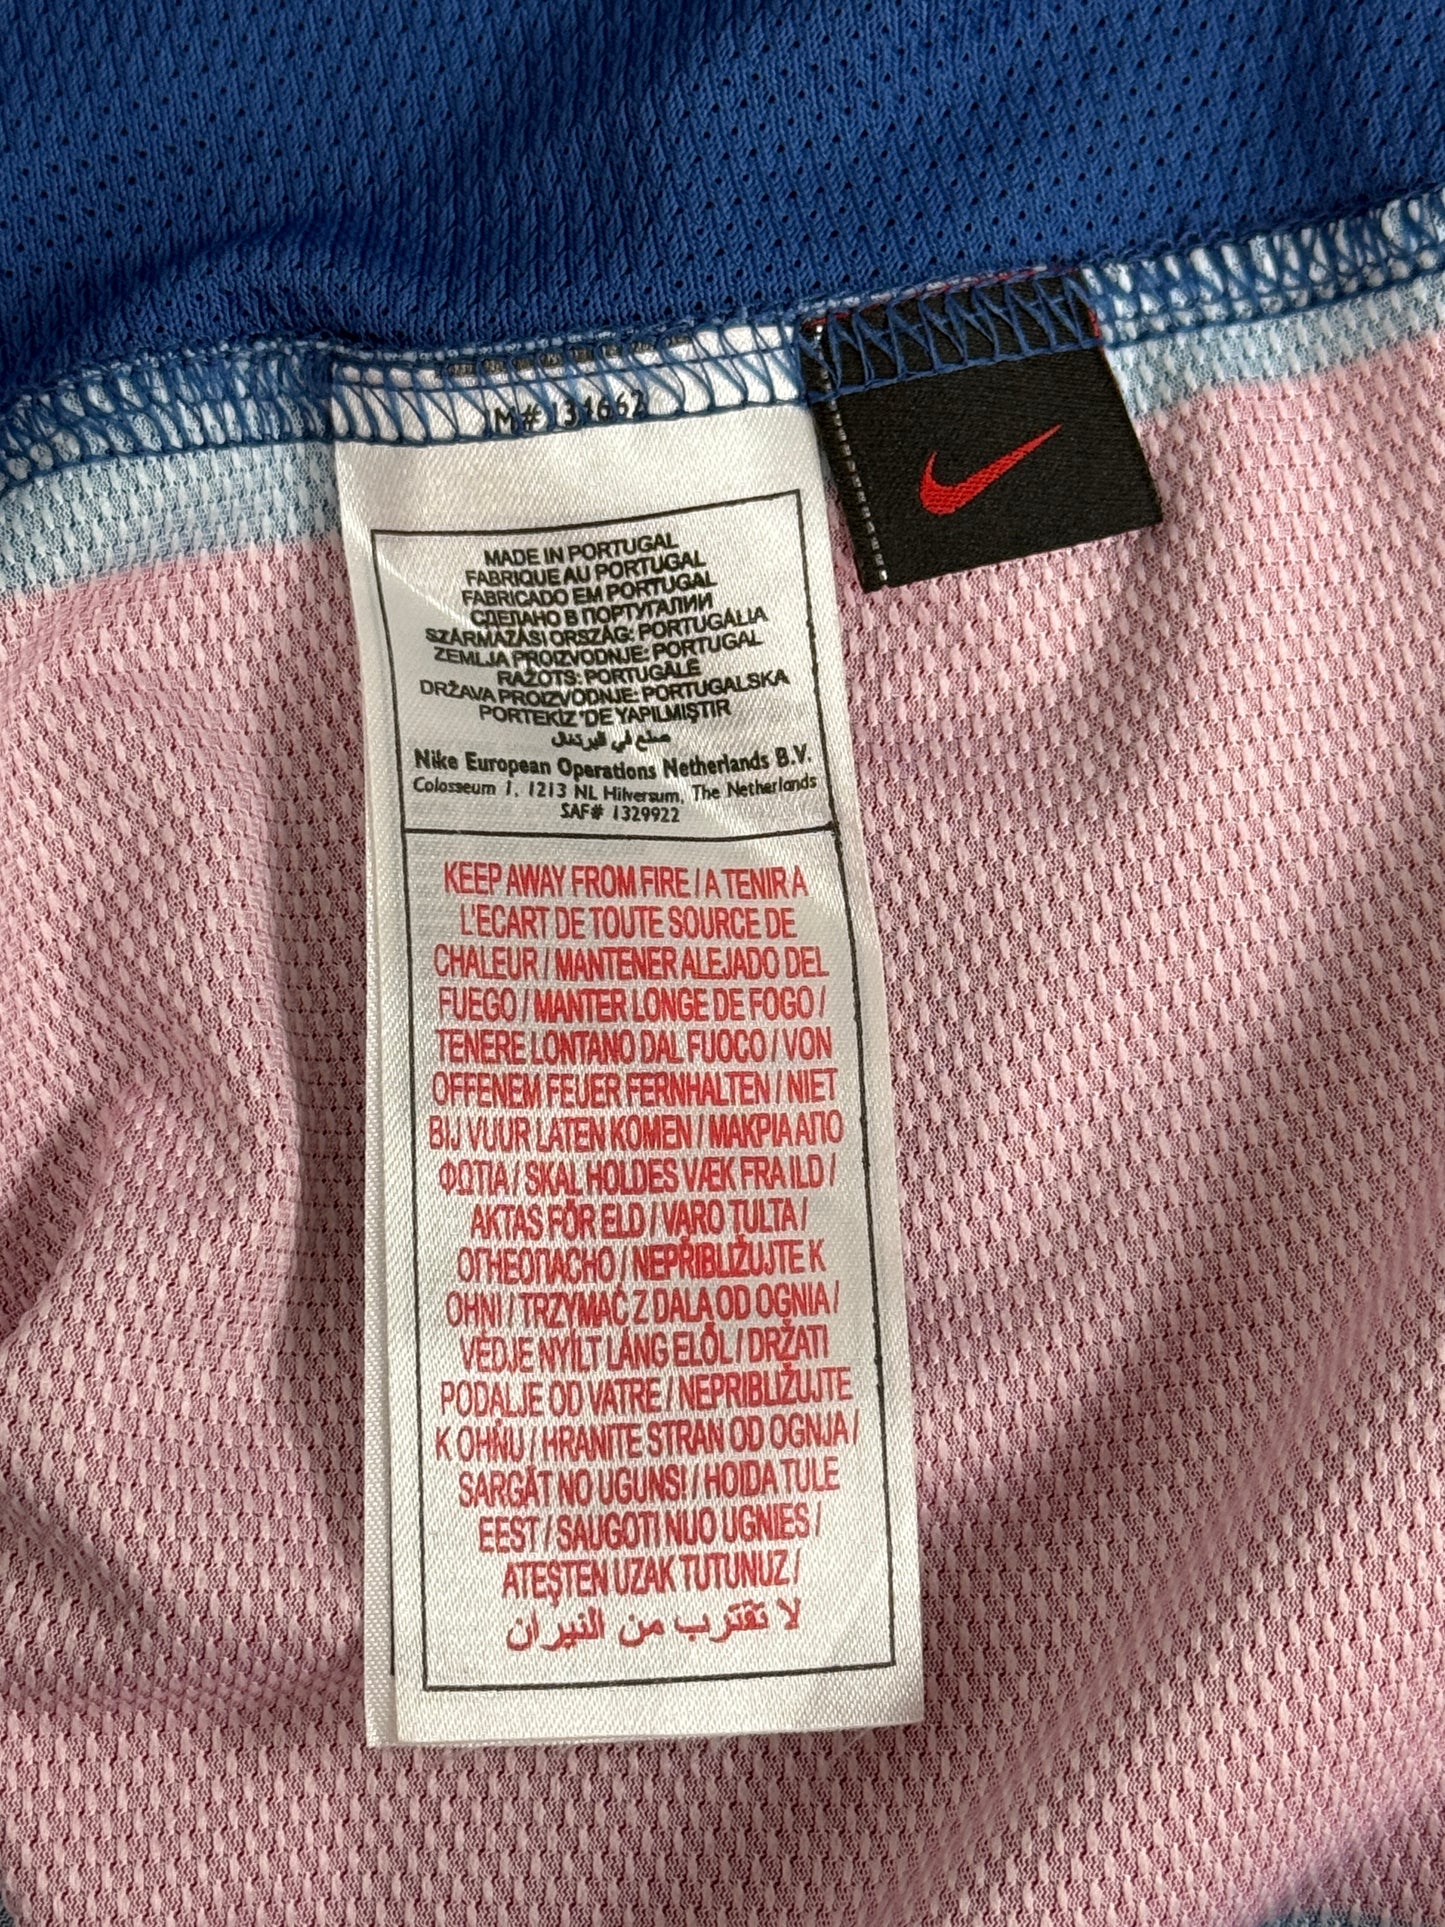 IM# 131662
MADE IN PORTUGAL
FABRIQUE AU PORTUGAL
FABRICADO EM PORTUGAL
СДЕЛАНО В ПОРТУГАЛИИ
SZÁRMAZÁSI ORSZÁG: PORTUGÁLIA
ZEMLJA PROIZVODNJE: PORTUGAL
RAŽOTS: PORTUGĀLE
DRŽAVA PROIZVODNJE: PORTUGALSKA
PORTEKİZ 'DE YAPILMIŞTIR
صنع في البرتغال
Nike European Operations Netherlands B.V.
Colosseum 1, 1213 NL Hilversum, The Netherlands
SAF# 1329922
KEEP AWAY FROM FIRE / A TENIR A
L'ECART DE TOUTE SOURCE DE
CHALEUR / MANTENER ALEJADO DEL
FUEGO / MANTER LONGE DE FOGO /
TENERE LONTANO DAL FUOCO / VON
OFFENEM FEUER FERNHALTEN / NIET
BIJ VUUR LATEN KOMEN / ΜΑΚΡΙΑ ΑΠΟ
ΦΩΤΙΑ / SKAL HOLDES VÆK FRA ILD /
AKTAS FÖR ELD / VARO TULTA /
ОГНЕОПАСНО / NEPŘIBLIŽUJTE K
OHNI / TRZYMAĆ Z DALA OD OGNIA /
VÉDJE NYÍLT LÁNG ELŐL / DRŽATI
PODALJE OD VATRE / NEPRIBLIŽUJTE
K OHŇU / HRANITE STRAN OD OGNJA /
SARGĀT NO UGUNS! / HOIDA TULE
EEST / SAUGOTI NUO UGNIES /
ATEŞTEN UZAK TUTUNUZ /
لا تقترب من النيران